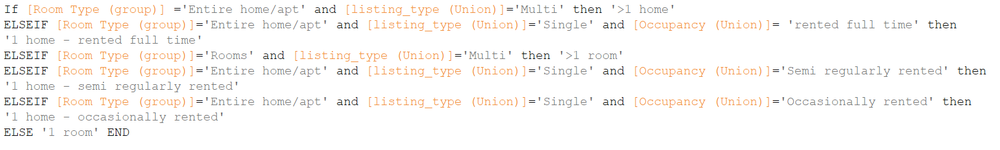 If [Room Type (group)] ='Entire home/apt' and [listing_type (Union)]='Multi' then '>1 home'
ELSEIF [Room Type (group)]='Entire home/apt' and [listing_type (Union)]='Single' and [Occupancy (Union)]= 'rented full time' then
'1 home - rented full time'
ELSEIF [Room Type (group)]='Rooms' and [listing_type (Union)]='Multi' then '>1 room'
ELSEIF [Room Type (group)]='Entire home/apt' and [listing_type (Union)]='Single' and [Occupancy (Union)]='Semi regularly rented' then
'1 home - semi regularly rented'
ELSEIF [Room Type (group)]='Entire home/apt' and [listing_type (Union)]='Single' and [Occupancy (Union)]='Occasionally rented' then
'1 home - occasionally rented'
ELSE '1 room' END